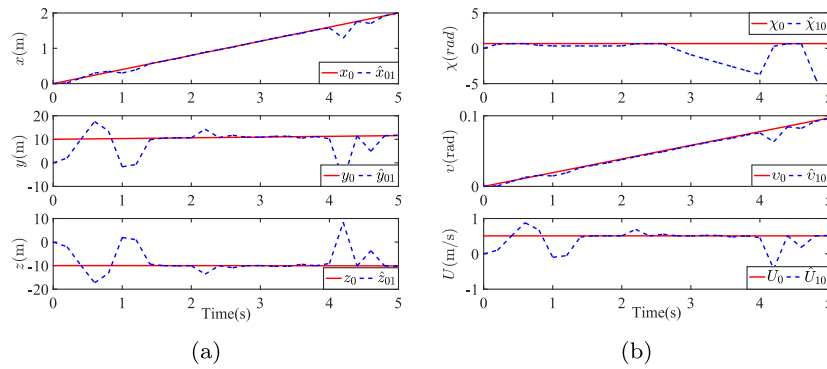 2
1
0
x(m)
x₀ x̂₀₁
0 1 2 3 4 5
20
10
0
-10
y(m)
y₀ ŷ₀₁
0 1 2 3 4 5
10
0
-10
-20
z(m)
z₀ ẑ₀₁
0 1 2 3 4 5
Time(s)
(a)
5
0
-5
χ(rad)
χ₀ χ̂₁₀
0 1 2 3 4 5
0.1
0
υ(rad)
υ₀ υ̂₁₀
0 1 2 3 4 5
1
0
-1
U(m/s)
U₀ Û₁₀
0 1 2 3 4 5
Time(s)
(b)